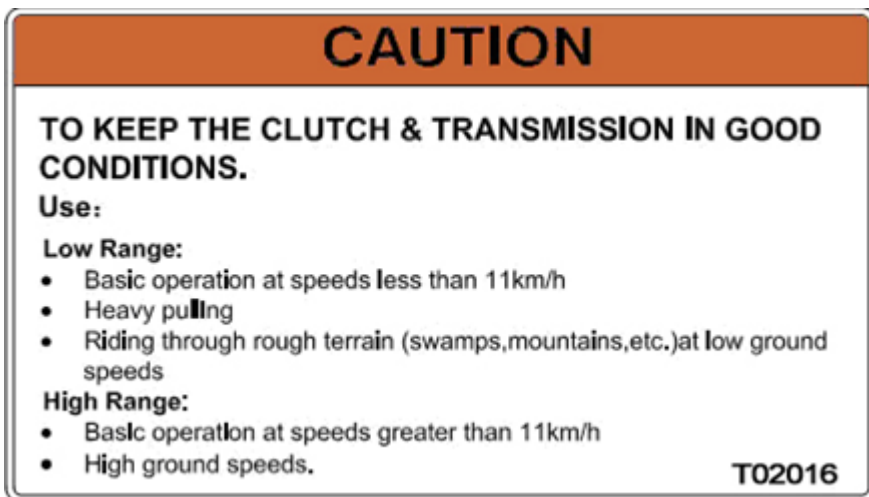 CAUTION
TO KEEP THE CLUTCH & TRANSMISSION IN GOOD
CONDITIONS.
Use:
Low Range:
• Basic operation at speeds less than 11km/h
• Heavy pulling
• Riding through rough terrain (swamps,mountains,etc.)at low ground
speeds
High Range:
• Basic operation at speeds greater than 11km/h
• High ground speeds.
T02016